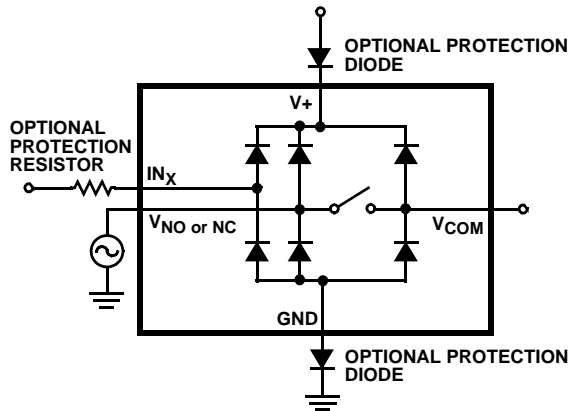 OPTIONAL PROTECTION
DIODE
V+
OPTIONAL
PROTECTION
RESISTOR
INX
VNO or NC
VCOM
GND
OPTIONAL PROTECTION
DIODE